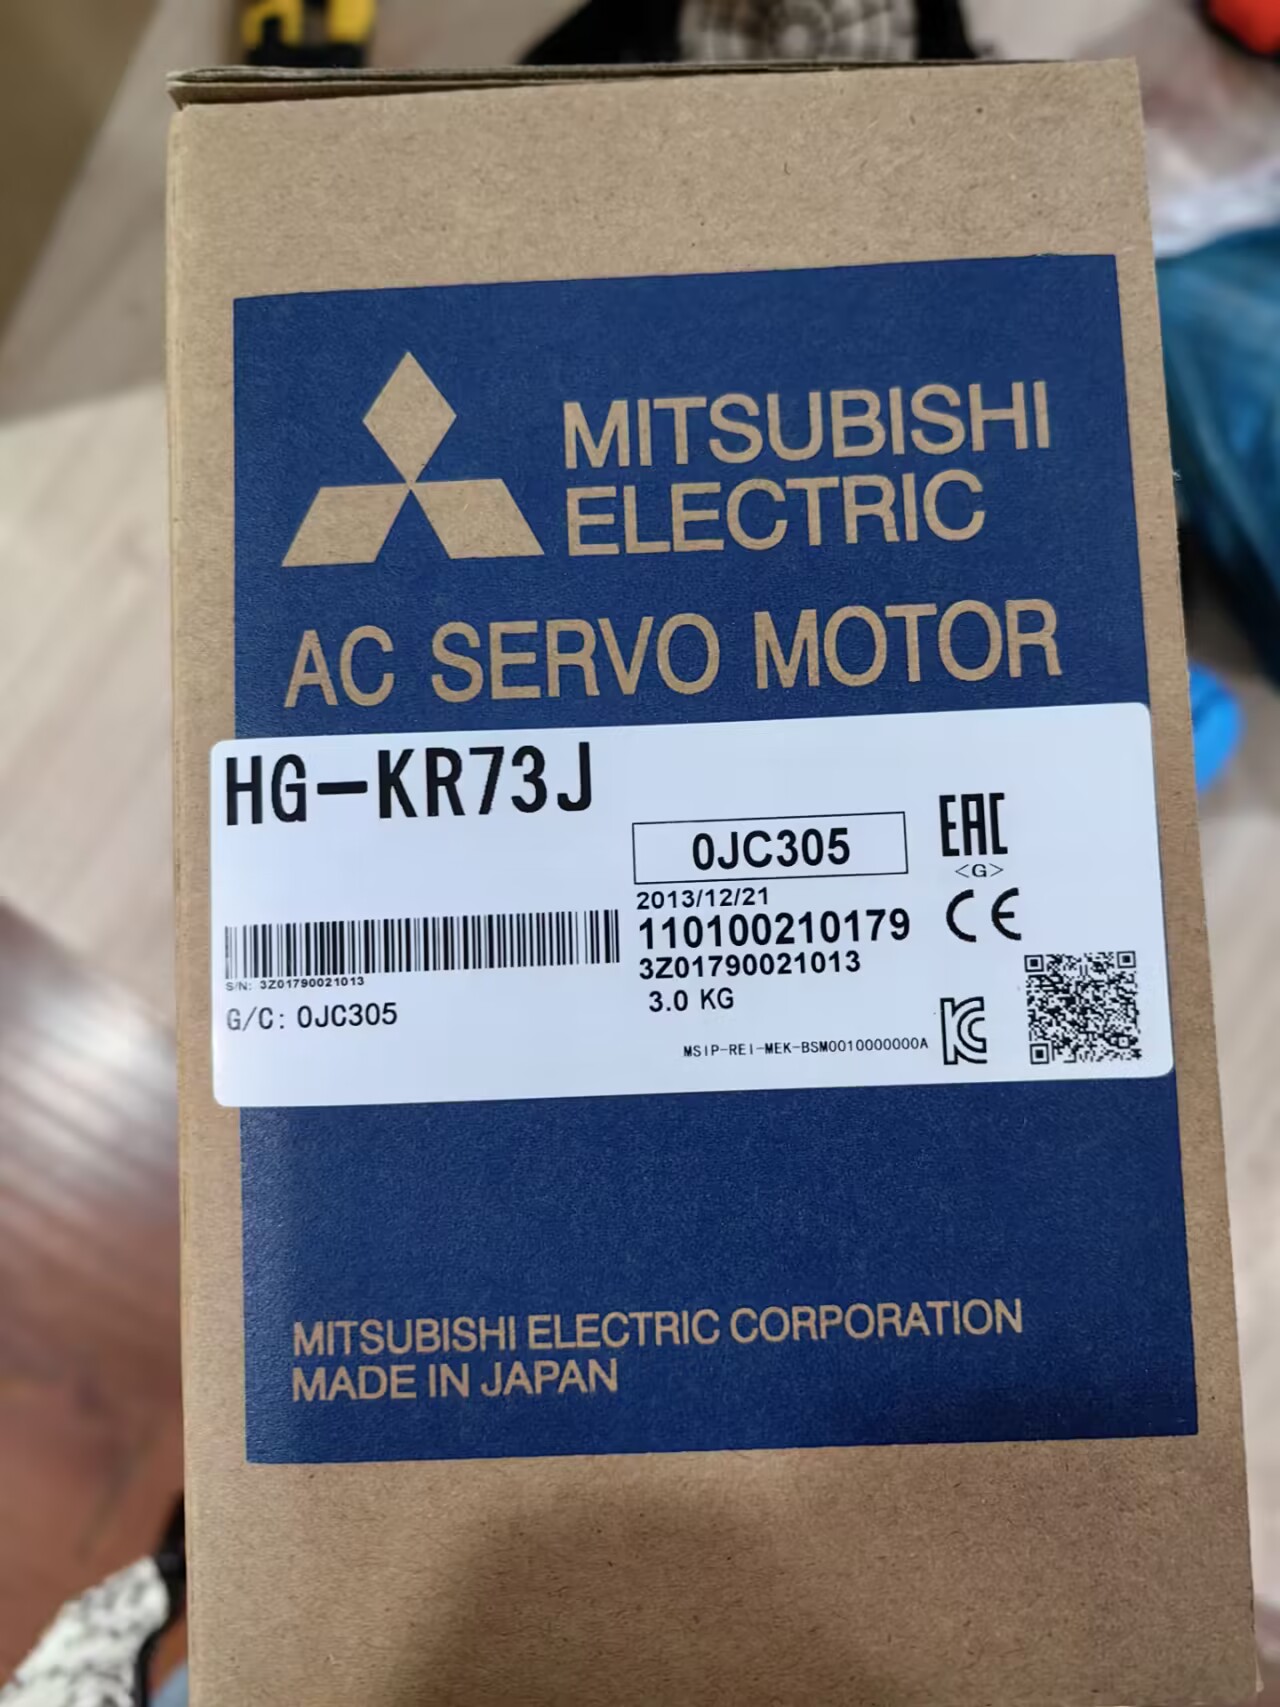 MITSUBISHI
ELECTRIC
AC SERVO MOTOR
HG-KR73J
0JC305
EAC
<G>
2013/12/21
110100210179
CE
3Z01790021013
S/N: 3Z01790021013
3.0 KG
G/C: 0JC305
MSIP-REI-MEK-BSM0010000000A
MITSUBISHI ELECTRIC CORPORATION
MADE IN JAPAN